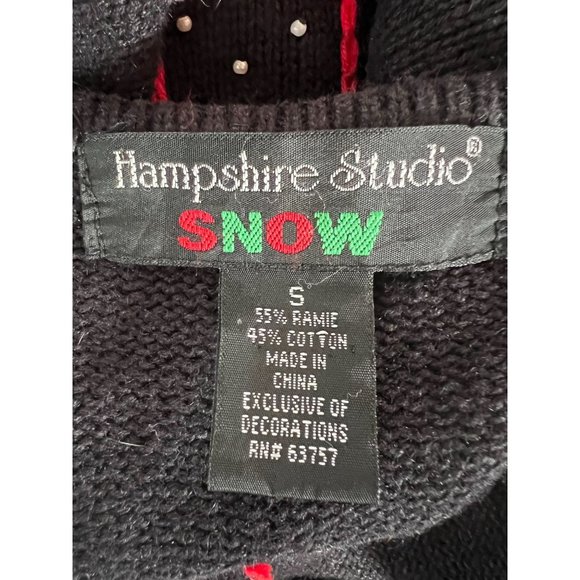 Hampshire Studio®
SNOW
S
55% RAMIE
45% COTTON
MADE IN
CHINA
EXCLUSIVE OF
DECORATIONS
RN# 63757